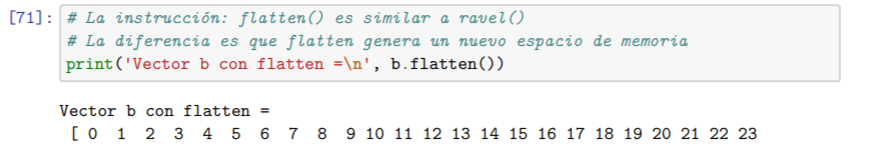 [71]: # La instrucción: flatten() es similar a ravel()
# La diferencia es que flatten genera un nuevo espacio de memoria
print('Vector b con flatten =\n', b.flatten())
Vector b con flatten =
[ 0 1 2 3 4 5 6 7 8 9 10 11 12 13 14 15 16 17 18 19 20 21 22 23